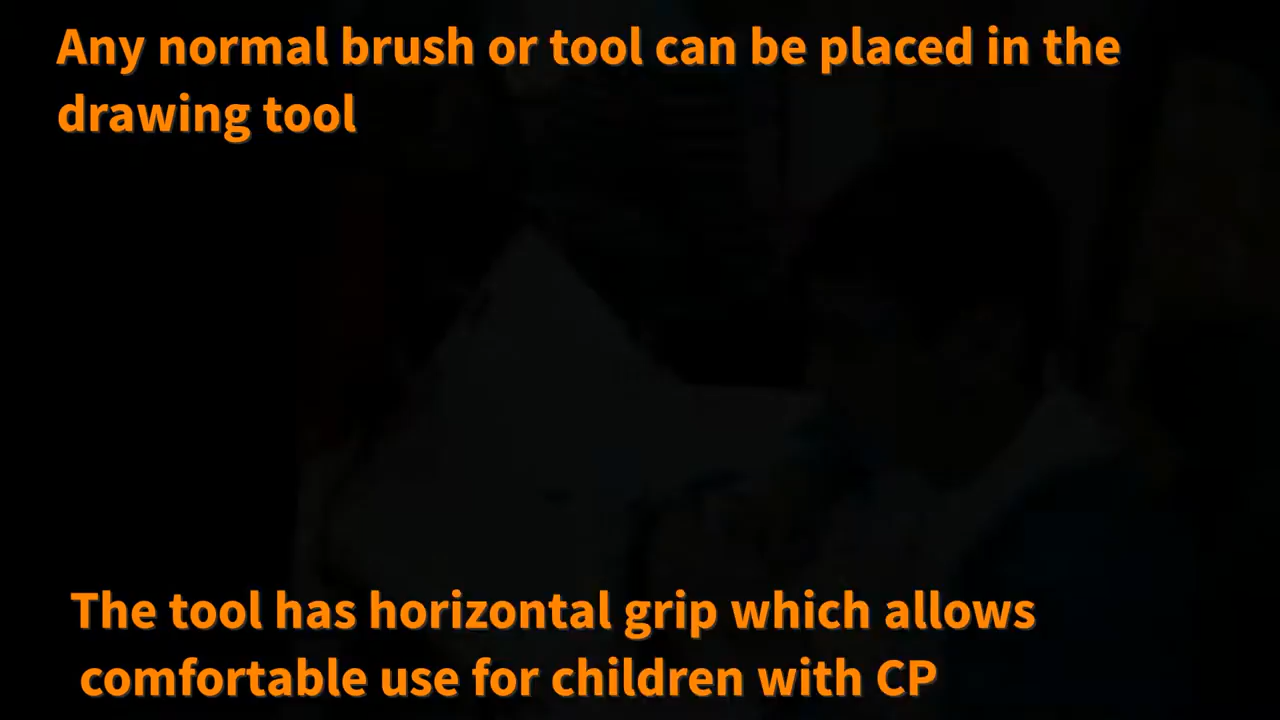 Any normal brush or tool can be placed in the
drawing tool
The tool has horizontal grip which allows
comfortable use for children with CP